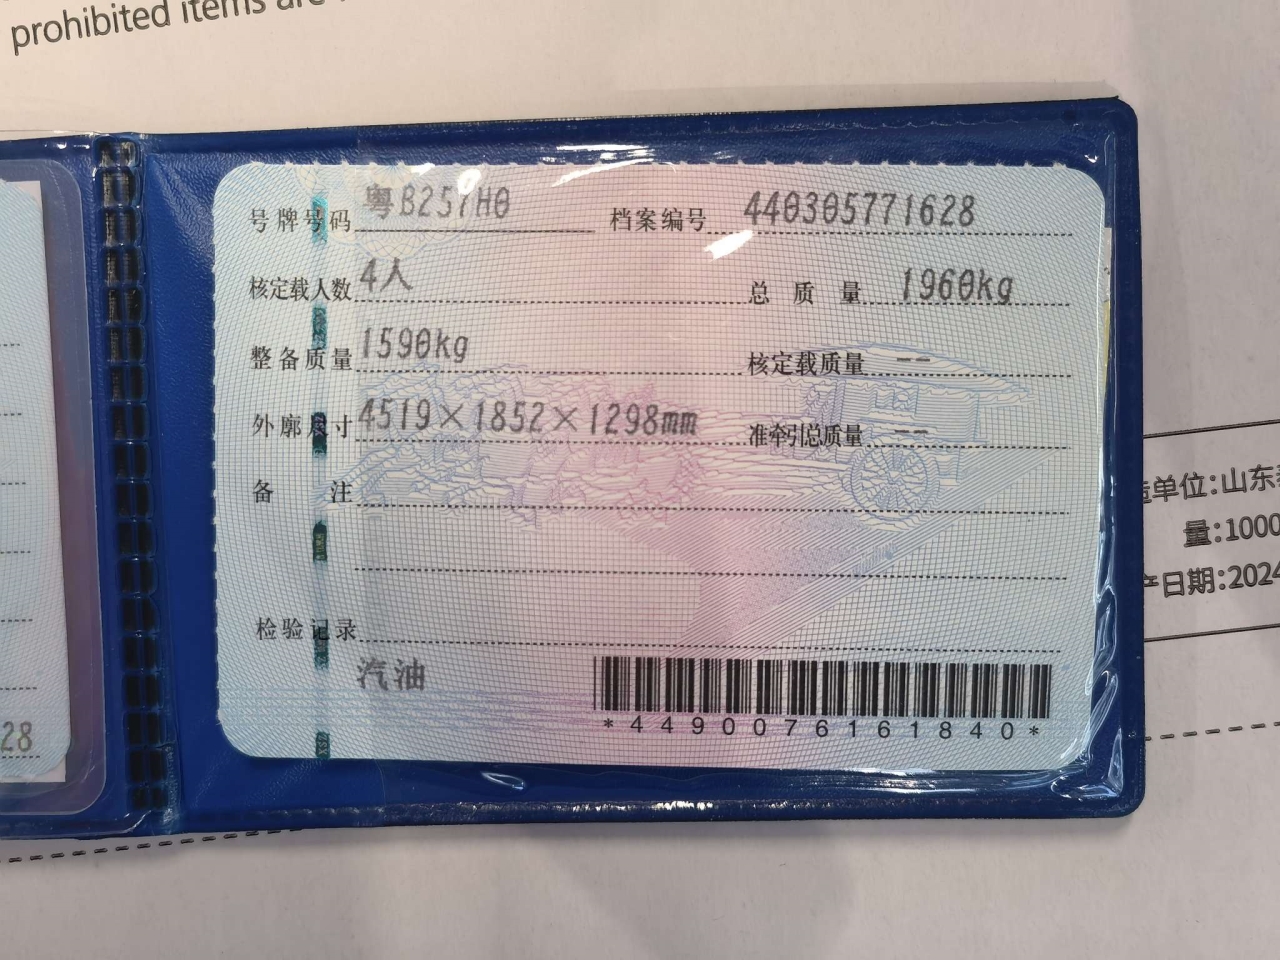 prohibited items are
号牌号码 粤B257H0 档案编号 440305771628
核定载人数 4人 总质量 1960kg
整备质量 1590kg 核定载质量 --
外廓尺寸 4519×1852×1298mm 准牵引总质量 --
备注
检验记录
汽油
*4490076161840*
28
单位:山东
量:1000
日期:2024